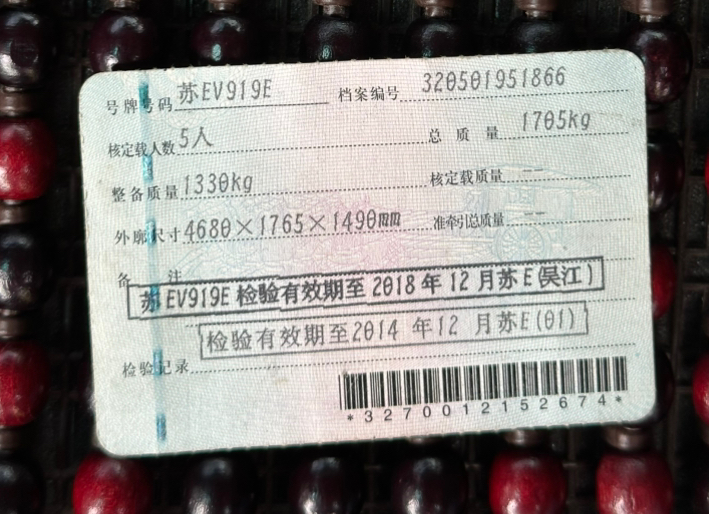 号牌号码 苏EV919E 档案编号 320501951866
核定载人数 5人 总质量 1705kg
整备质量 1330kg 核定载质量 --
外廓尺寸 4680×1765×1490mm 准牵引总质量 --
备注
苏EV919E 检验有效期至 2018 年 12 月苏E(吴江)
检验有效期至2014 年12 月苏E(01)
检验记录
*3270012152674*